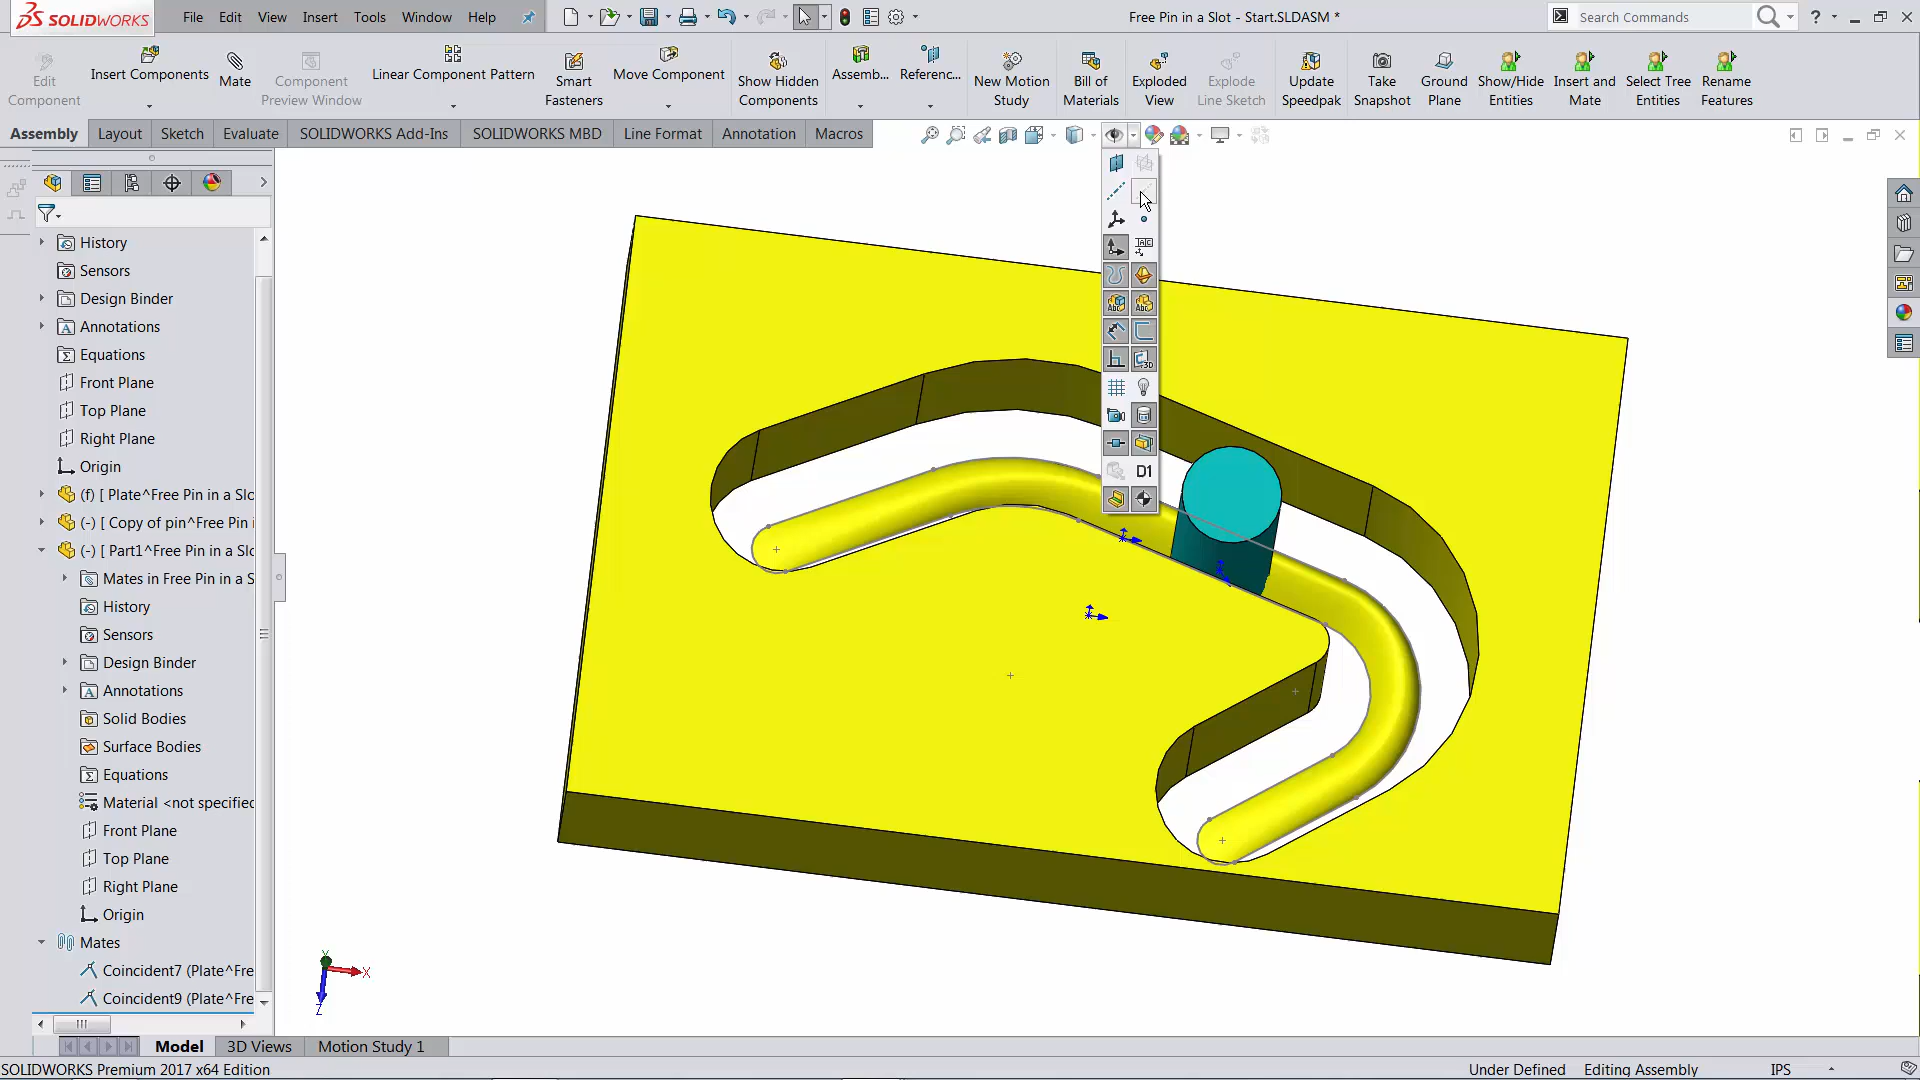 SOLIDWORKS File Edit View Insert Tools Window Help Free Pin in a Slot - Start.SLDASM * Search Commands ?
Edit Component
Insert Components
Mate
Component Preview Window
Linear Component Pattern
Smart Fasteners
Move Component
Show Hidden Components
Assemb...
Referenc...
New Motion Study
Bill of Materials
Exploded View
Explode Line Sketch
Update Speedpak
Take Snapshot
Ground Plane
Show/Hide Entities
Insert and Mate
Select Tree Entities
Rename Features
Assembly Layout Sketch Evaluate SOLIDWORKS Add-Ins SOLIDWORKS MBD Line Format Annotation Macros
History
Sensors
Design Binder
Annotations
Equations
Front Plane
Top Plane
Right Plane
Origin
(f) [ Plate^Free Pin in a Slo
(-) [ Copy of pin^Free Pin i
(-) [ Part1^Free Pin in a Slo
Mates in Free Pin in a S
History
Sensors
Design Binder
Annotations
Solid Bodies
Surface Bodies
Equations
Material <not specified
Front Plane
Top Plane
Right Plane
Origin
Mates
Coincident7 (Plate^Fre
Coincident9 (Plate^Fre
D1
Y
X
Z
Model 3D Views Motion Study 1
SOLIDWORKS Premium 2017 x64 Edition Under Defined Editing Assembly IPS